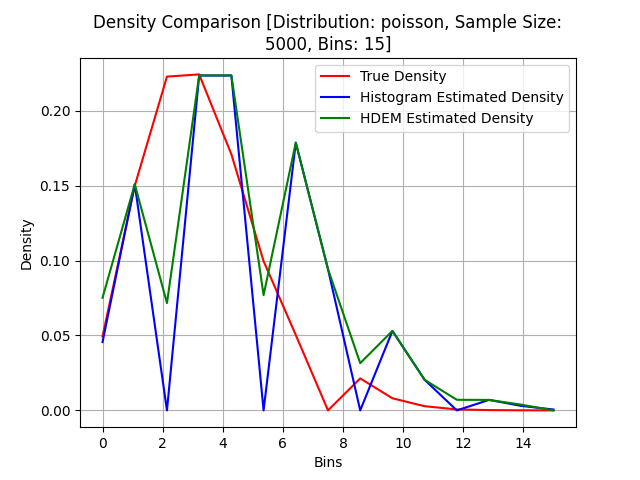 Density Comparison [Distribution: poisson, Sample Size:
5000, Bins: 15]
True Density
Histogram Estimated Density
HDEM Estimated Density
Density
0.20
0.15
0.10
0.05
0.00
0 2 4 6 8 10 12 14
Bins